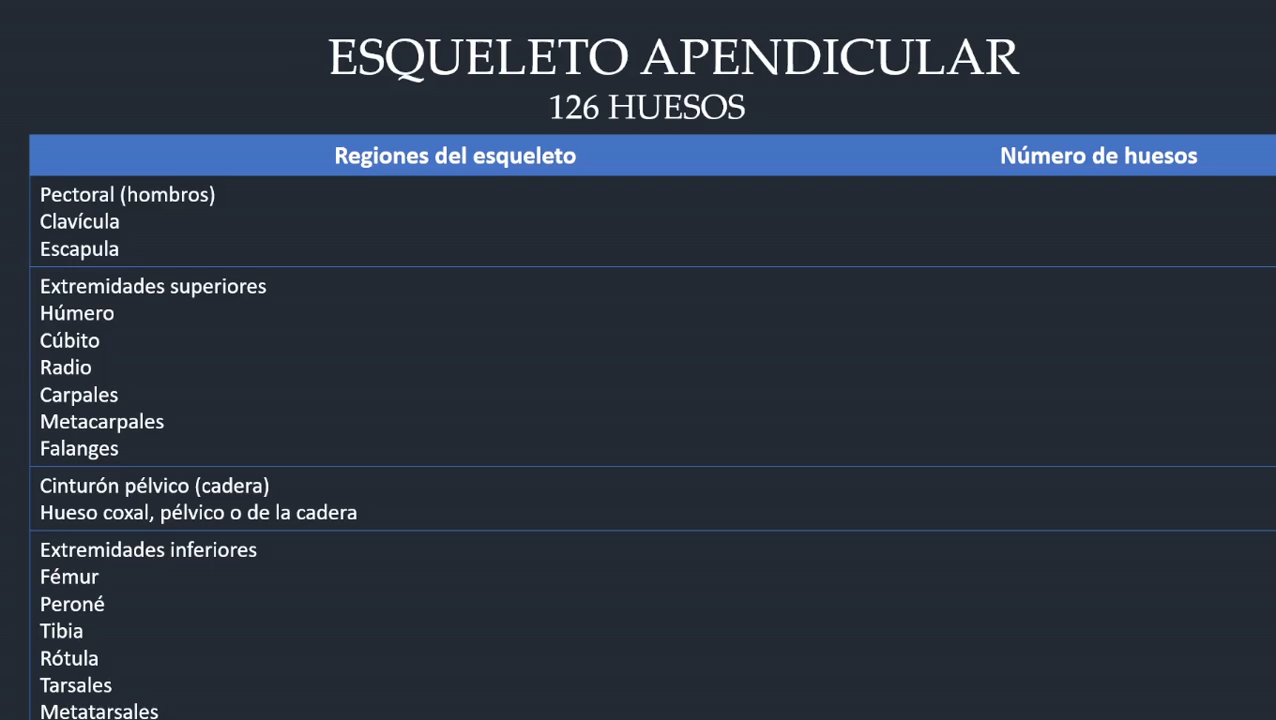 ESQUELETO APENDICULAR
126 HUESOS
Regiones del esqueleto
Número de huesos
Pectoral (hombros)
Clavícula
Escapula
Extremidades superiores
Húmero
Cúbito
Radio
Carpales
Metacarpales
Falanges
Cinturón pélvico (cadera)
Hueso coxal, pélvico o de la cadera
Extremidades inferiores
Fémur
Peroné
Tibia
Rótula
Tarsales
Metatarsales